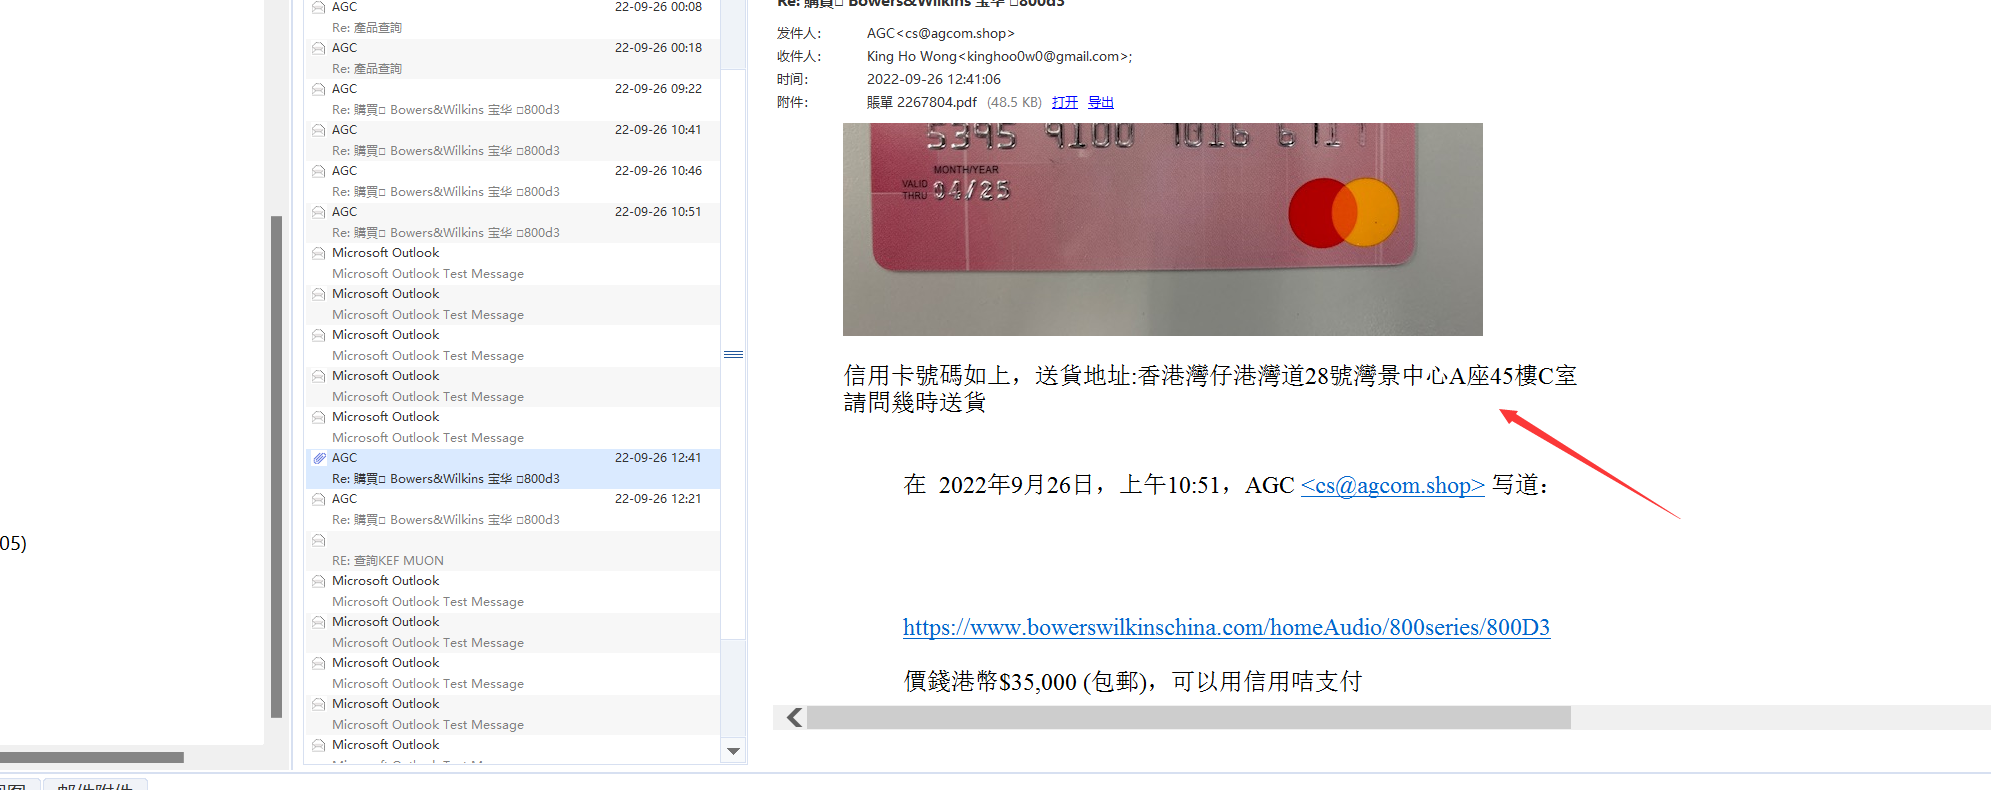 AGC 22-09-26 00:08
Re: 產品查詢
AGC 22-09-26 00:18
Re: 產品查詢
AGC 22-09-26 09:22
Re: 購買□ Bowers&Wilkins 宝华 □800d3
AGC 22-09-26 10:41
Re: 購買□ Bowers&Wilkins 宝华 □800d3
AGC 22-09-26 10:46
Re: 購買□ Bowers&Wilkins 宝华 □800d3
AGC 22-09-26 10:51
Re: 購買□ Bowers&Wilkins 宝华 □800d3
Microsoft Outlook
Microsoft Outlook Test Message
Microsoft Outlook
Microsoft Outlook Test Message
Microsoft Outlook
Microsoft Outlook Test Message
Microsoft Outlook
Microsoft Outlook Test Message
Microsoft Outlook
Microsoft Outlook Test Message
AGC 22-09-26 12:41
Re: 購買□ Bowers&Wilkins 宝华 □800d3
AGC 22-09-26 12:21
Re: 購買□ Bowers&Wilkins 宝华 □800d3
RE: 查詢KEF MUON
Microsoft Outlook
Microsoft Outlook Test Message
Microsoft Outlook
Microsoft Outlook Test Message
Microsoft Outlook
Microsoft Outlook Test Message
Microsoft Outlook
Microsoft Outlook Test Message
Microsoft Outlook
05)
邮件附件
Re: 購買□ Bowers&Wilkins 宝华 □800d3
发件人: AGC<cs@agcom.shop>
收件人: King Ho Wong<kinghoo0w0@gmail.com>;
时间: 2022-09-26 12:41:06
附件: 賬單 2267804.pdf (48.5 KB) 打开 导出
MONTH/YEAR
VALID THRU 04/25
信用卡號碼如上，送貨地址:香港灣仔港灣道28號灣景中心A座45樓C室
請問幾時送貨
在 2022年9月26日，上午10:51，AGC <cs@agcom.shop> 写道：
https://www.bowerswilkinschina.com/homeAudio/800series/800D3
價錢港幣$35,000 (包郵)，可以用信用咭支付